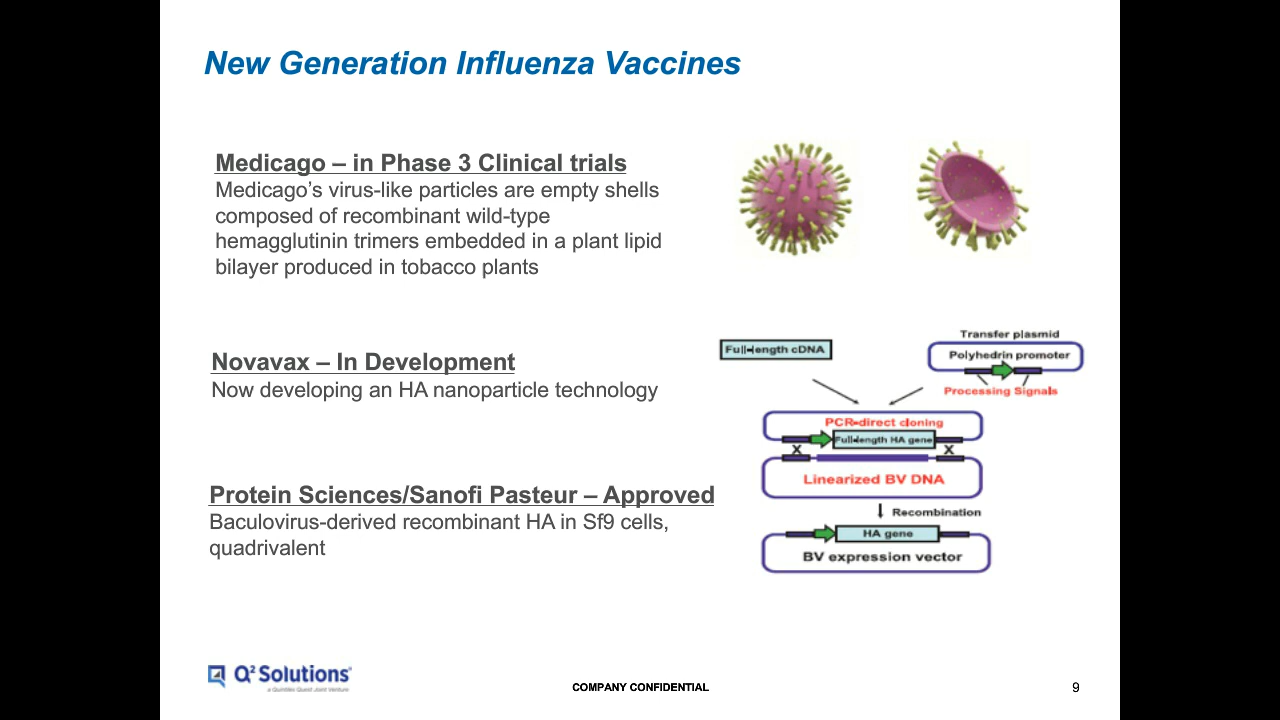 New Generation Influenza Vaccines
Medicago – in Phase 3 Clinical trials
Medicago's virus-like particles are empty shells
composed of recombinant wild-type
hemagglutinin trimers embedded in a plant lipid
bilayer produced in tobacco plants
Novavax – In Development
Now developing an HA nanoparticle technology
Protein Sciences/Sanofi Pasteur – Approved
Baculovirus-derived recombinant HA in Sf9 cells,
quadrivalent
Transfer plasmid
Full-length cDNA
Polyhedrin promoter
Processing Signals
PCR-direct cloning
Full-length HA gene
X X
Linearized BV DNA
Recombination
HA gene
BV expression vector
Q² Solutions
a Quintiles Quest Joint Venture
COMPANY CONFIDENTIAL
9